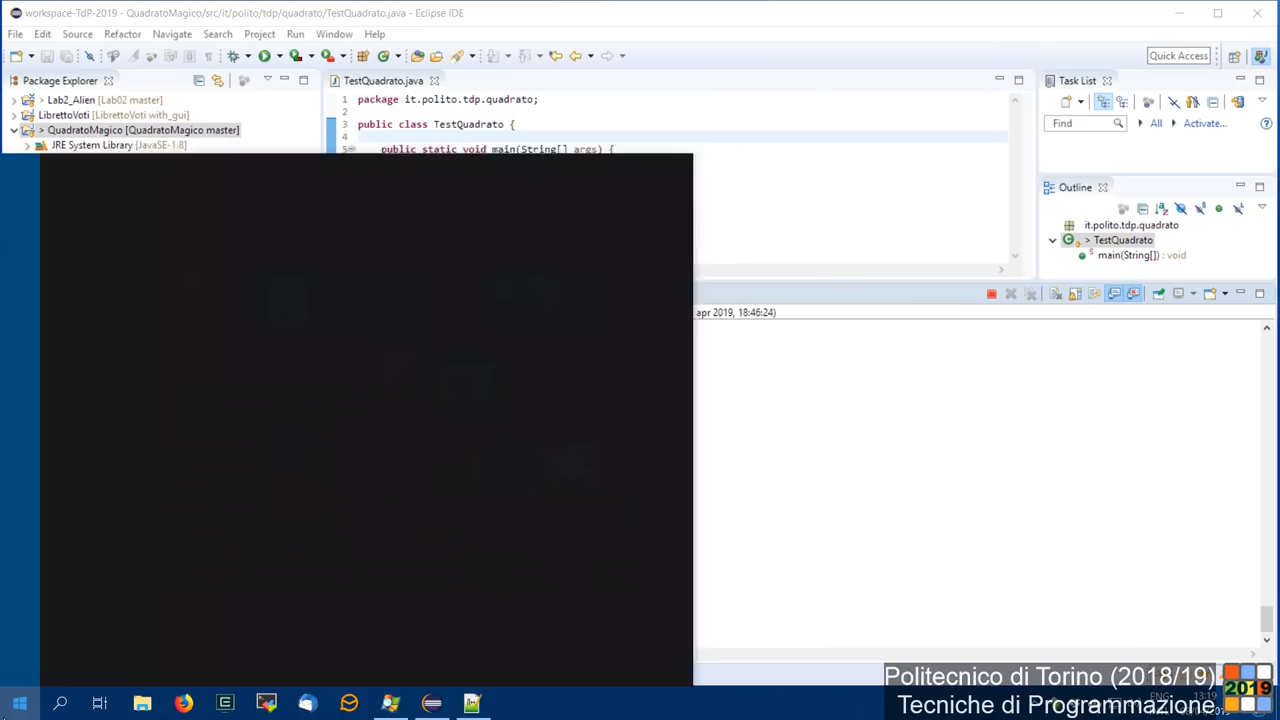 workspace-TdP-2019 - QuadratoMagico/src/it/polito/tdp/quadrato/TestQuadrato.java - Eclipse IDE
File Edit Source Refactor Navigate Search Project Run Window Help
Quick Access
Package Explorer
TestQuadrato.java
Task List
> Lab2_Alien [Lab02 master]
LibrettoVoti [LibrettoVoti with_gui]
> QuadratoMagico [QuadratoMagico master]
JRE System Library [JavaSE-1.8]
1 package it.polito.tdp.quadrato;
2
3 public class TestQuadrato {
4
5 public static void main(String[] args) {
Find All Activate...
Outline
it.polito.tdp.quadrato
> TestQuadrato
main(String[]) : void
apr 2019, 18:46:24)
Politecnico di Torino (2018/19)
Tecniche di Programmazione
2019
ENG
13:19